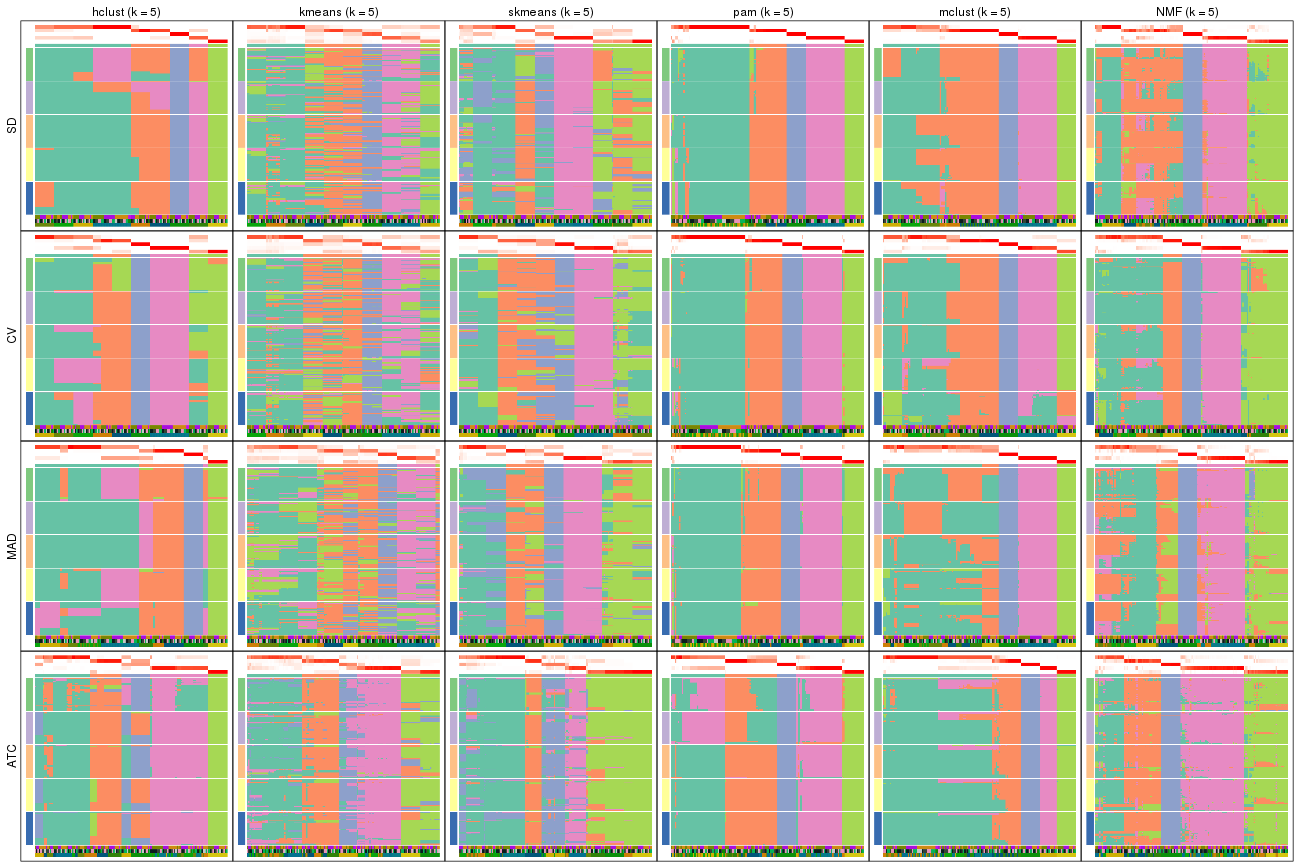 hclust (k = 5)
kmeans (k = 5)
skmeans (k = 5)
pam (k = 5)
mclust (k = 5)
NMF (k = 5)
SD
CV
MAD
ATC